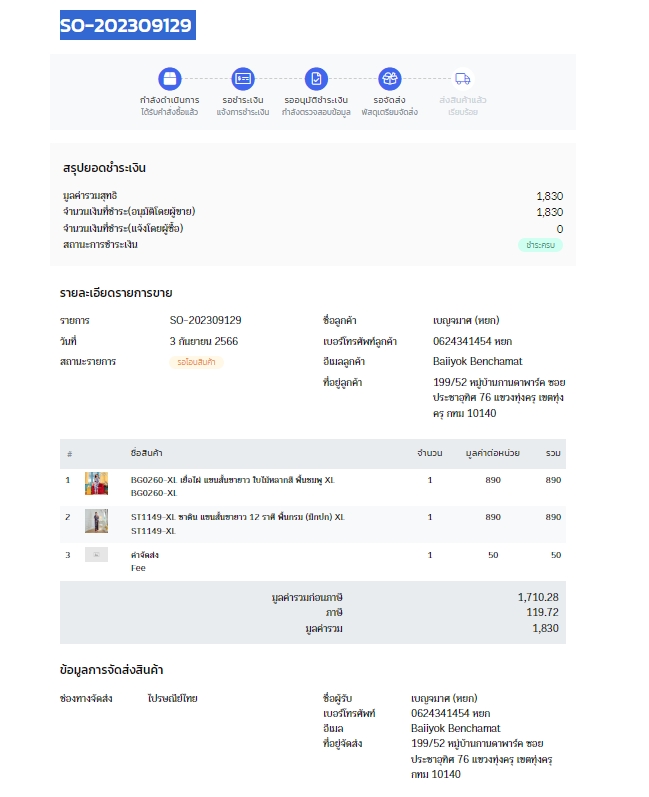 SO-202309129
กำลังดำเนินการ รอชำระเงิน รออนุมัติชำระเงิน รอจัดส่ง ส่งสินค้าแล้ว
ได้รับคำสั่งซื้อแล้ว แจ้งการชำระเงิน กำลังตรวจสอบข้อมูล พัสดุเตรียมจัดส่ง เรียบร้อย
สรุปยอดชำระเงิน
มูลค่ารวมสุทธิ 1,830
จำนวนเงินที่ชำระ(อนุมัติโดยผู้ขาย) 1,830
จำนวนเงินที่ชำระ(แจ้งโดยผู้ซื้อ) 0
สถานะการชำระเงิน ชำระครบ
รายละเอียดรายการขาย
รายการ SO-202309129 ชื่อลูกค้า เบญจมาศ (หยก)
วันที่ 3 กันยายน 2566 เบอร์โทรศัพท์ลูกค้า 0624341454 หยก
สถานะรายการ รอโอนสินค้า อีเมลลูกค้า Baiiyok Benchamat
ที่อยู่ลูกค้า 199/52 หมู่บ้านกานดาพาร์ค ซอย
ประชาอุทิศ 76 แขวงทุ่งครุ เขตทุ่ง
ครุ กทม 10140
# ชื่อสินค้า จำนวน มูลค่าต่อหน่วย รวม
1 BG0260-XL เยื่อไผ่ แขนสั้นขายาว ใบไม้หลากสี พื้นชมพู XL 1 890 890
BG0260-XL
2 ST1149-XL ซาติน แขนสั้นขายาว 12 ราศี พื้นกรม (มีกปก) XL 1 890 890
ST1149-XL
3 ค่าจัดส่ง 1 50 50
Fee
มูลค่ารวมก่อนภาษี 1,710.28
ภาษี 119.72
มูลค่ารวม 1,830
ข้อมูลการจัดส่งสินค้า
ช่องทางจัดส่ง ไปรษณีย์ไทย ชื่อผู้รับ เบญจมาศ (หยก)
เบอร์โทรศัพท์ 0624341454 หยก
อีเมล Baiiyok Benchamat
ที่อยู่จัดส่ง 199/52 หมู่บ้านกานดาพาร์ค ซอย
ประชาอุทิศ 76 แขวงทุ่งครุ เขตทุ่งครุ
กทม 10140